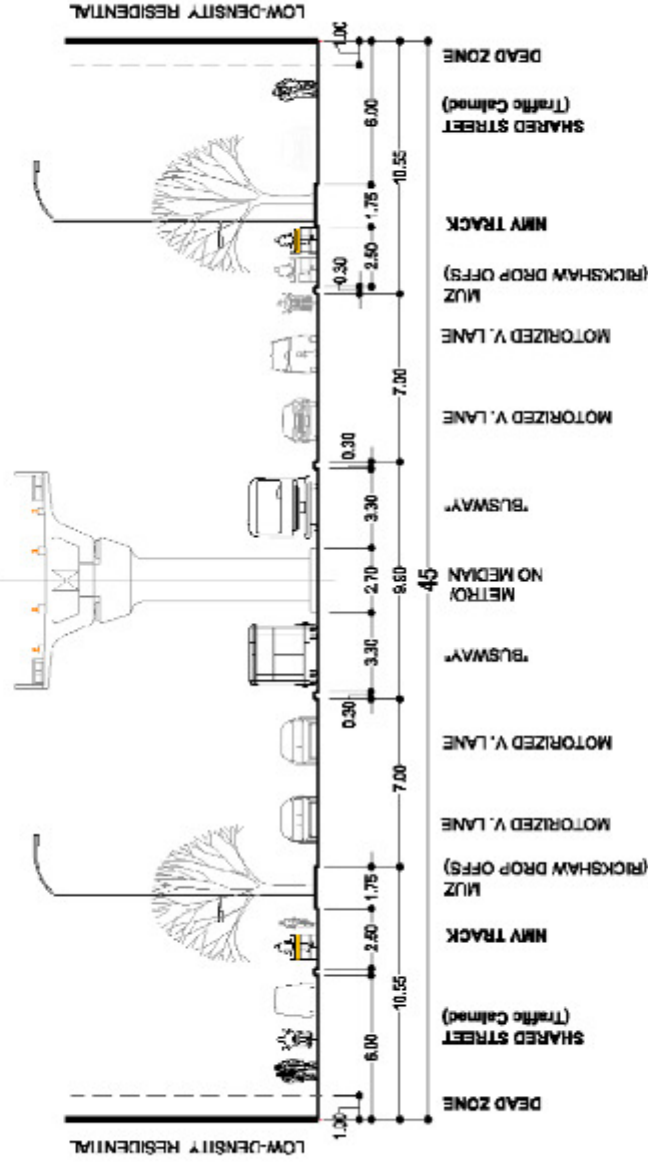 LOW-DENSITY RESIDENTIAL
DEAD ZONE
1.00
SHARED STREET
(Traffic Calmed)
6.00
10.55
NMV TRACK
2.50
MUZ
(RICKSHAW DROP OFFS)
1.75
MOTORIZED V. LANE
7.00
MOTORIZED V. LANE
0.30
"BUSWAY"
3.30
METRO/
NO MEDIAN
2.70
9.90
45
"BUSWAY"
3.30
0.30
MOTORIZED V. LANE
7.00
MOTORIZED V. LANE
MUZ
(RICKSHAW DROP OFFS)
0.30
2.50
NMV TRACK
1.75
10.55
SHARED STREET
(Traffic Calmed)
6.00
DEAD ZONE
1.00
LOW-DENSITY RESIDENTIAL